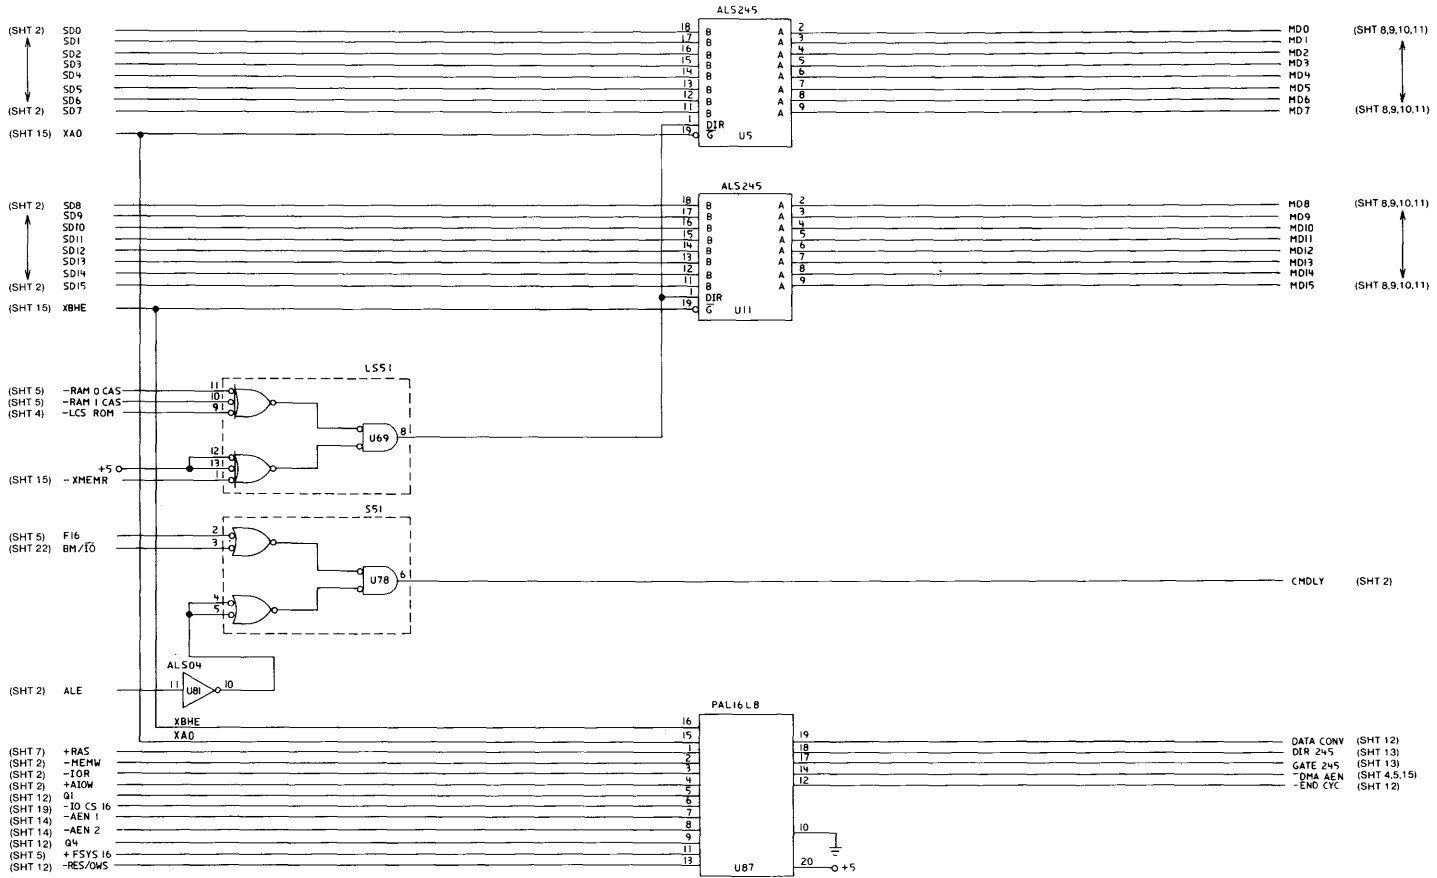 ALS245
(SHT 2) SD0 18 B A 2 MD0 (SHT 8,9,10,11)
SD1 17 B A 3 MD1
SD2 16 B A 4 MD2
SD3 15 B A 5 MD3
SD4 14 B A 6 MD4
SD5 13 B A 7 MD5
SD6 12 B A 8 MD6
(SHT 2) SD7 11 B A 9 MD7 (SHT 8,9,10,11)
1 DIR
(SHT 15) XA0 19 G U5
ALS245
(SHT 2) SD8 18 B A 2 MD8 (SHT 8,9,10,11)
SD9 17 B A 3 MD9
SD10 16 B A 4 MD10
SD11 15 B A 5 MD11
SD12 14 B A 6 MD12
SD13 13 B A 7 MD13
SD14 12 B A 8 MD14
(SHT 2) SD15 11 B A 9 MD15 (SHT 8,9,10,11)
1 DIR
(SHT 15) XBHE 19 G U11
LS51
(SHT 5) -RAM 0 CAS 11
(SHT 5) -RAM 1 CAS 10
(SHT 4) -LCS ROM 9
U69 8
12
+5 13
(SHT 15) -XMEMR 1
S51
(SHT 5) F16 2
(SHT 22) BM/IO 3
U78 6 CMDLY (SHT 2)
4
5
ALS04
(SHT 2) ALE 11 U81 10
PAL16L8
XBHE 16
XA0 15 19 DATA CONV (SHT 12)
(SHT 7) +RAS 1 18 DIR 245 (SHT 13)
(SHT 2) -MEMW 2 17 GATE 245 (SHT 13)
(SHT 2) -IOR 3 14 -DMA AEN (SHT 4,5,15)
(SHT 2) +AIOW 4 12 -END CYC (SHT 12)
(SHT 12) Q1 5
(SHT 19) -IO CS 16 6
(SHT 14) -AEN 1 7
(SHT 14) -AEN 2 8 10
(SHT 12) Q4 9
(SHT 5) +FSYS 16 11
(SHT 12) -RES/OWS 13 U87 20 +5